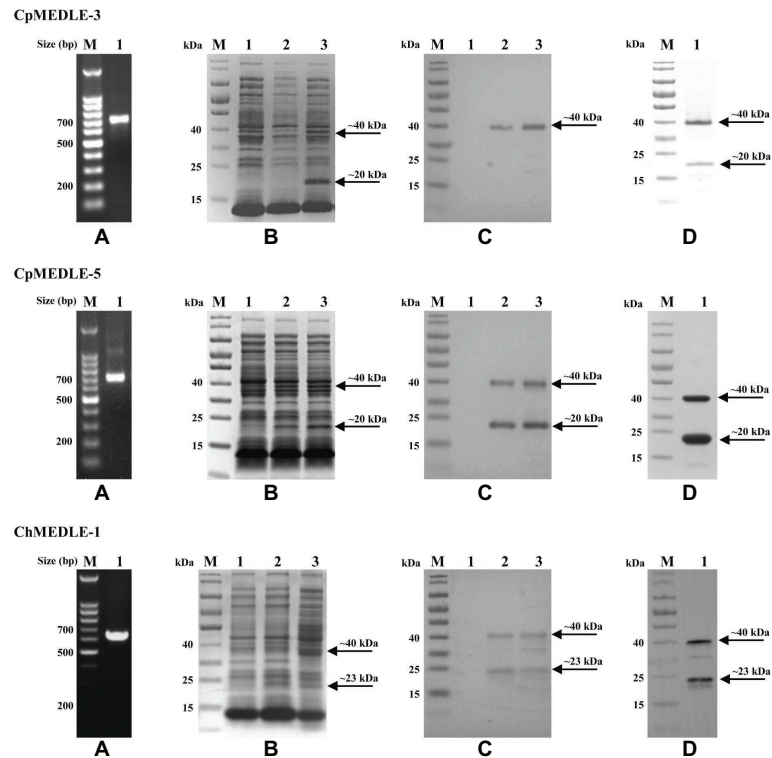 CpMEDLE-3
Size (bp) M 1
700
500
200
A
kDa M 1 2 3
40
25
15
~40 kDa
~20 kDa
B
kDa M 1 2 3
40
25
15
~40 kDa
C
kDa M 1
40
25
15
~40 kDa
~20 kDa
D
CpMEDLE-5
Size (bp) M 1
700
500
200
A
kDa M 1 2 3
40
25
15
~40 kDa
~20 kDa
B
kDa M 1 2 3
40
25
15
~40 kDa
~20 kDa
C
kDa M 1
40
25
15
~40 kDa
~20 kDa
D
ChMEDLE-1
Size (bp) M 1
700
500
200
A
kDa M 1 2 3
40
25
15
~40 kDa
~23 kDa
B
kDa M 1 2 3
40
25
15
~40 kDa
~23 kDa
C
kDa M 1
40
25
15
~40 kDa
~23 kDa
D